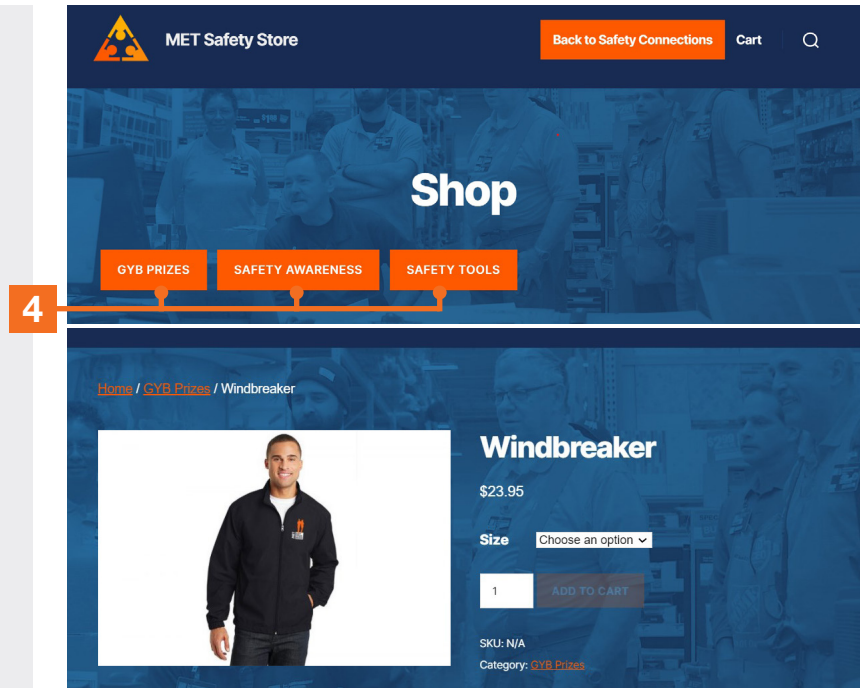 MET Safety Store
Back to Safety Connections
Cart
Shop
GYB PRIZES
SAFETY AWARENESS
SAFETY TOOLS
4
Home / GYB Prizes / Windbreaker
Windbreaker
$23.95
Size
Choose an option
1
ADD TO CART
SKU: N/A
Category: GYB Prizes